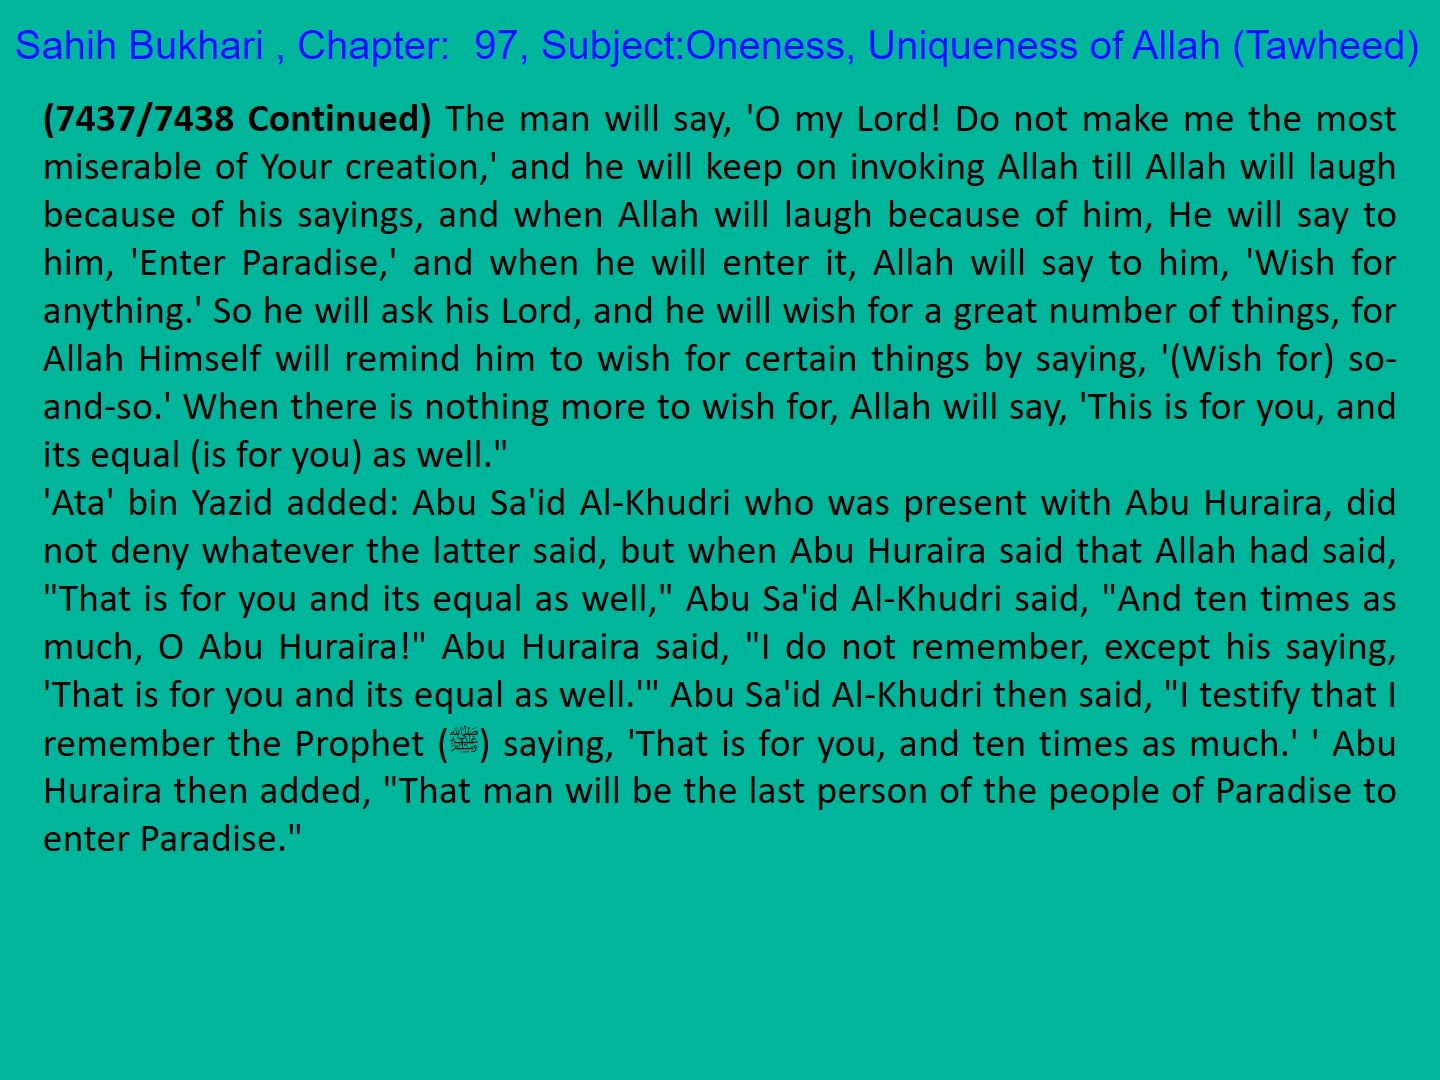 Sahih Bukhari , Chapter:  97, Subject:Oneness, Uniqueness of Allah (Tawheed)
(7437/7438 Continued) The man will say, 'O my Lord! Do not make me the most
miserable of Your creation,' and he will keep on invoking Allah till Allah will laugh
because of his sayings, and when Allah will laugh because of him, He will say to
him, 'Enter Paradise,' and when he will enter it, Allah will say to him, 'Wish for
anything.' So he will ask his Lord, and he will wish for a great number of things, for
Allah Himself will remind him to wish for certain things by saying, '(Wish for) so-
and-so.' When there is nothing more to wish for, Allah will say, 'This is for you, and
its equal (is for you) as well."
'Ata' bin Yazid added: Abu Sa'id Al-Khudri who was present with Abu Huraira, did
not deny whatever the latter said, but when Abu Huraira said that Allah had said,
"That is for you and its equal as well," Abu Sa'id Al-Khudri said, "And ten times as
much, O Abu Huraira!" Abu Huraira said, "I do not remember, except his saying,
'That is for you and its equal as well.'" Abu Sa'id Al-Khudri then said, "I testify that I
remember the Prophet (ﷺ) saying, 'That is for you, and ten times as much.' ' Abu
Huraira then added, "That man will be the last person of the people of Paradise to
enter Paradise."